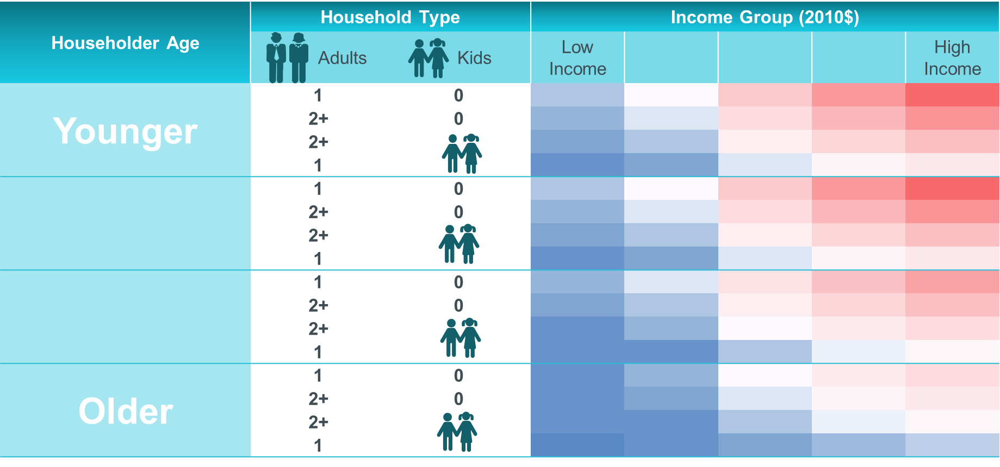 Householder Age
Household Type
Income Group (2010$)
Adults
Kids
Low
Income
High
Income
Younger
1 0
2+ 0
2+
1
1 0
2+ 0
2+
1
1 0
2+ 0
2+
1
Older
1 0
2+ 0
2+
1